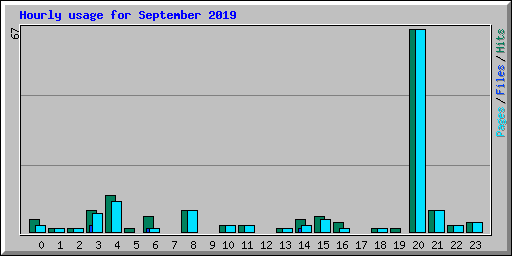 Hourly usage for September 2019
67
Pages/Files/Hits
0 1 2 3 4 5 6 7 8 9 10 11 12 13 14 15 16 17 18 19 20 21 22 23